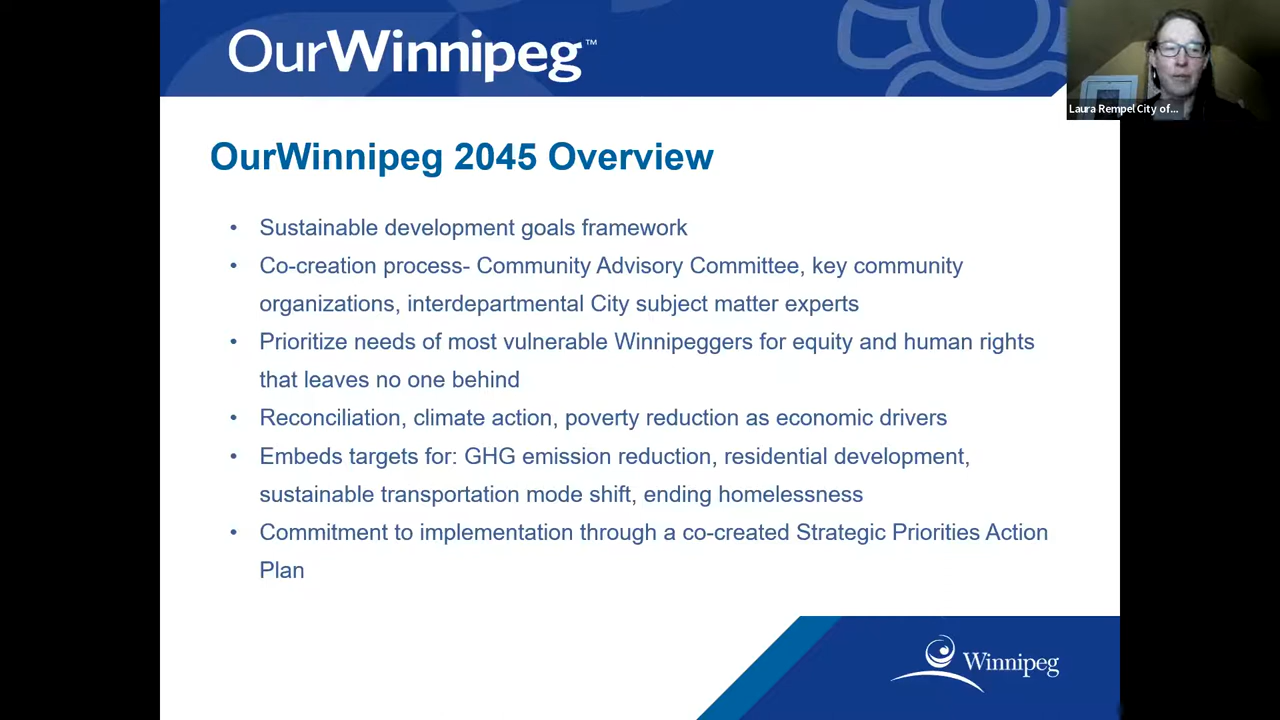 OurWinnipeg™
Laura Rempel City of...
OurWinnipeg 2045 Overview
• Sustainable development goals framework
• Co-creation process- Community Advisory Committee, key community
organizations, interdepartmental City subject matter experts
• Prioritize needs of most vulnerable Winnipeggers for equity and human rights
that leaves no one behind
• Reconciliation, climate action, poverty reduction as economic drivers
• Embeds targets for: GHG emission reduction, residential development,
sustainable transportation mode shift, ending homelessness
• Commitment to implementation through a co-created Strategic Priorities Action
Plan
Winnipeg